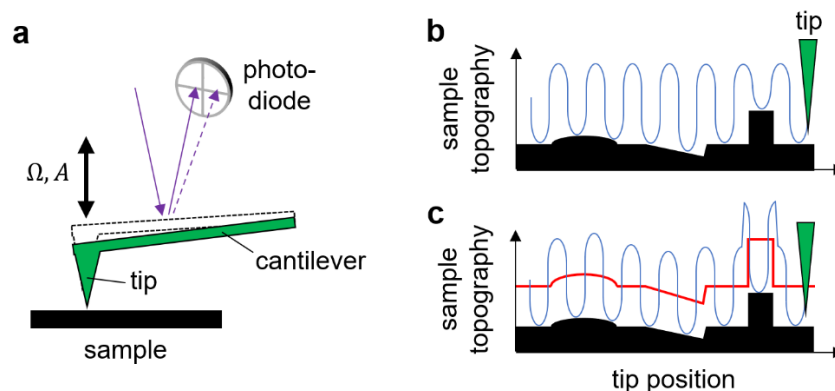 a
photo-
diode
Ω, A
cantilever
tip
sample
b
tip
sample
topography
c
sample
topography
tip position